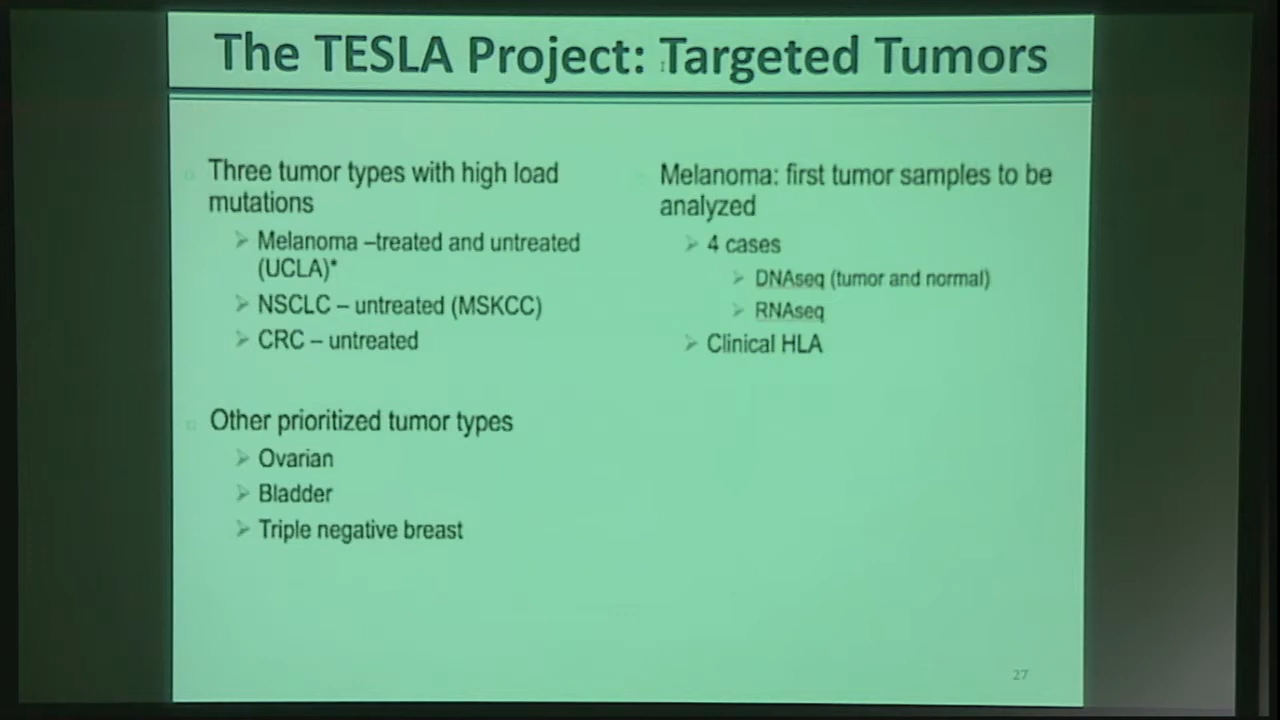 The TESLA Project: Targeted Tumors
Three tumor types with high load
mutations
Melanoma –treated and untreated
(UCLA)*
NSCLC – untreated (MSKCC)
CRC – untreated
Other prioritized tumor types
Ovarian
Bladder
Triple negative breast
Melanoma: first tumor samples to be
analyzed
4 cases
DNAseq (tumor and normal)
RNAseq
Clinical HLA
27